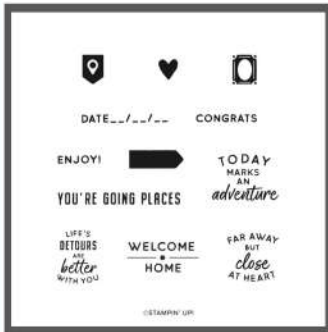 DATE__/__/__
CONGRATS
ENJOY!
TODAY
MARKS
AN
adventure
YOU'RE GOING PLACES
LIFE'S
DETOURS
ARE
better
WITH YOU
WELCOME
HOME
FAR AWAY
BUT
close
AT HEART
©STAMPIN' UP!